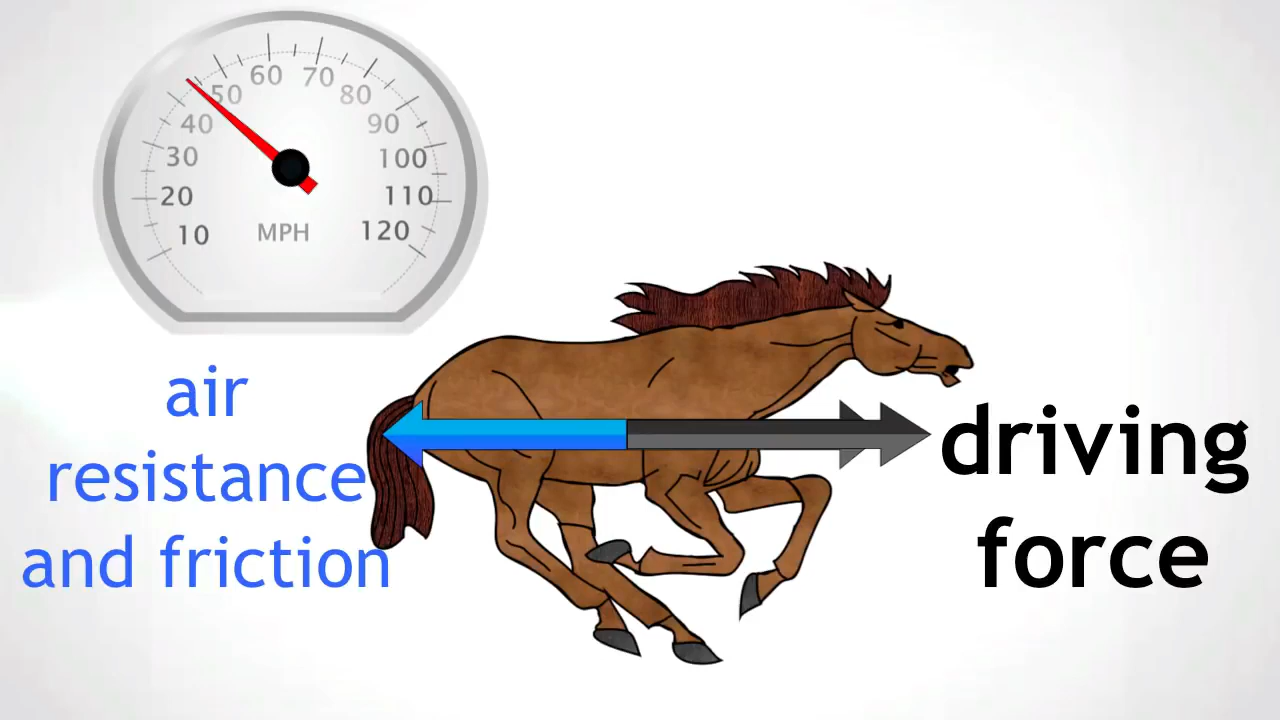 60 70
50 80
40 90
30 100
20 110
10 MPH 120
air
resistance
and friction
driving
force